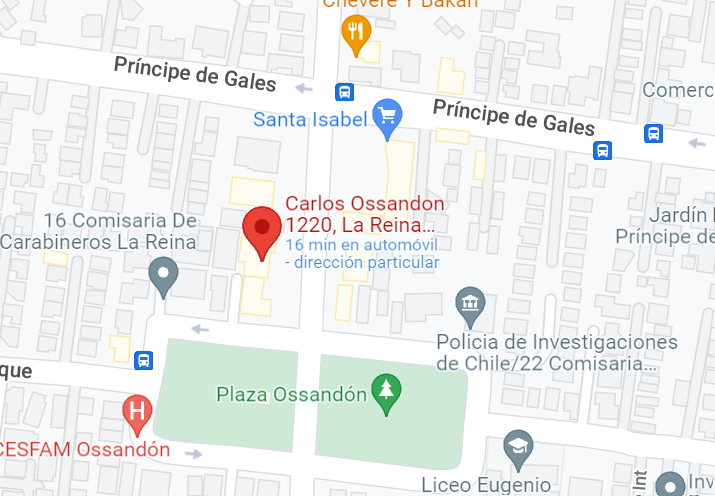 Chévere Y Bakán
Príncipe de Gales
Príncipe de Gales
Comerc
Santa Isabel
Carlos Ossandon
1220, La Reina...
16 min en automóvil
- dirección particular
16 Comisaria De
Carabineros La Reina
Jardín
Príncipe de
Policia de Investigaciones
de Chile/22 Comisaria...
que
Plaza Ossandón
H
CESFAM Ossandón
Liceo Eugenio
Int
Inv